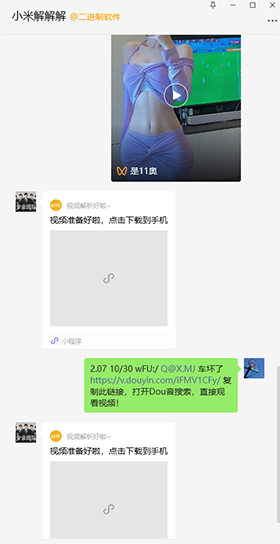 小米解解解 @二进制软件
是11奥
视频解析好啦~
视频准备好啦，点击下载到手机
小程序
2.07 10/30 wFU:/ Q@X.MJ 车坏了
https://v.douyin.com/iFMV1CFy/ 复
制此链接，打开Dou音搜索，直接观
看视频！
视频解析好啦~
视频准备好啦，点击下载到手机